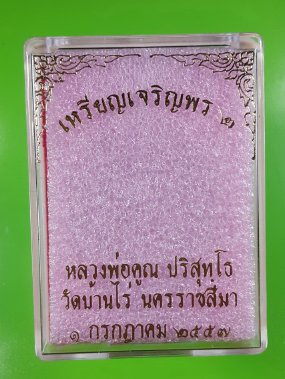 เหรียญเจริญพร ๒
หลวงพ่อคูณ ปริสุทฺโธ
วัดบ้านไร่ นครราชสีมา
๑ กรกฎาคม ๒๕๕๗